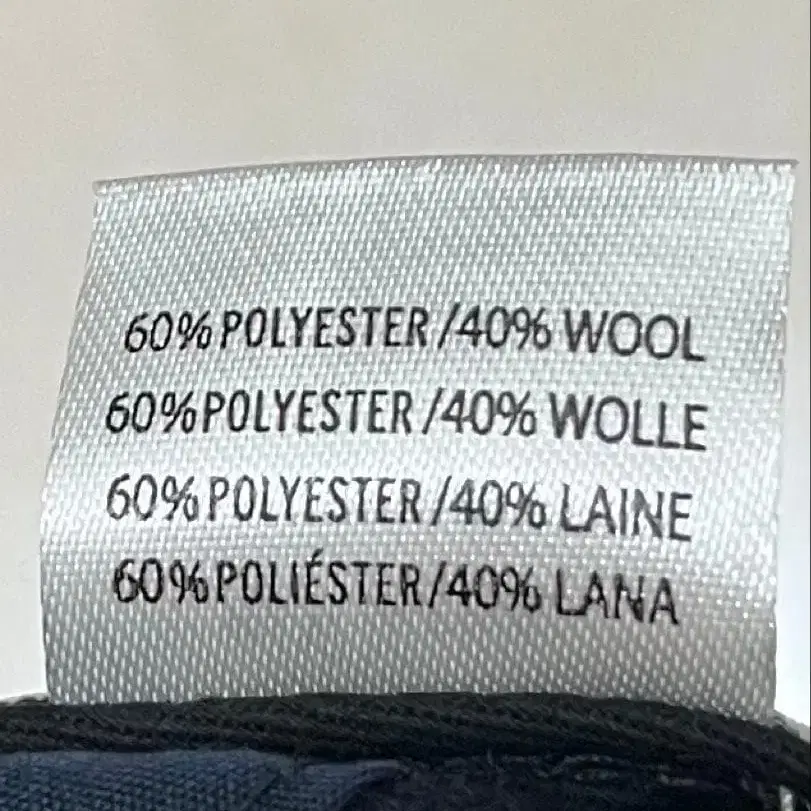 60% POLYESTER/40% WOOL
60% POLYESTER/40% WOLLE
60% POLYESTER/40% LAINE
60% POLIÉSTER/40% LANA